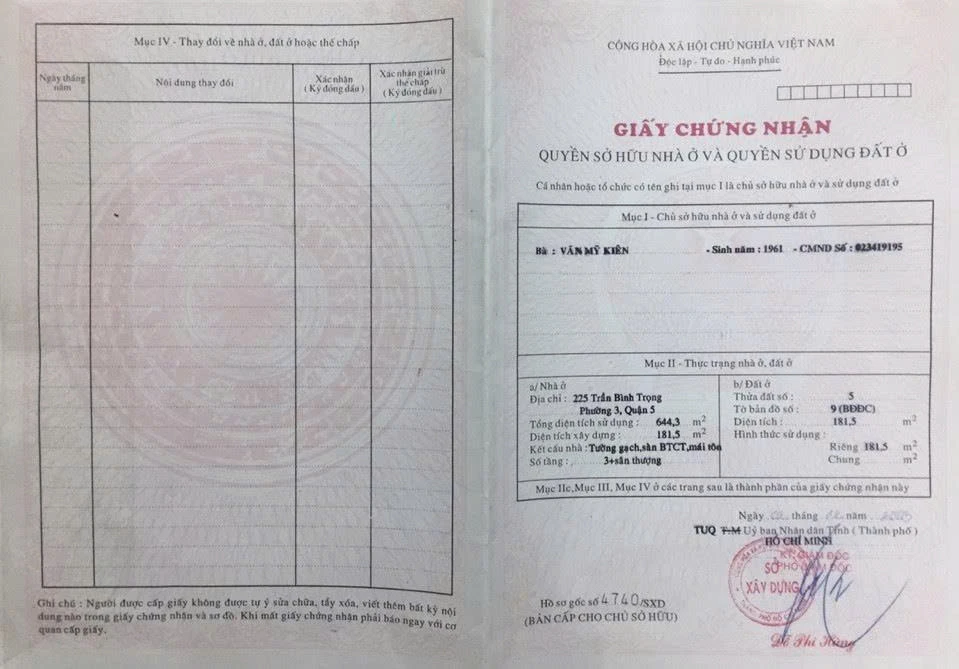 Mục IV - Thay đổi về nhà ở, đất ở hoặc thế chấp
Ngày tháng năm
Nội dung thay đổi
Xác nhận
( Ký đóng dấu )
Xác nhận giải trừ
thế chấp
( Ký đóng dấu )
Ghi chú : Người được cấp giấy không được tự ý sửa chữa, tẩy xóa, viết thêm bất kỳ nội
dung nào trong giấy chứng nhận và sơ đồ. Khi mất giấy chứng nhận phải báo ngay với cơ
quan cấp giấy.
CỘNG HÒA XÃ HỘI CHỦ NGHĨA VIỆT NAM
Độc lập - Tự do - Hạnh phúc
GIẤY CHỨNG NHẬN
QUYỀN SỞ HỮU NHÀ Ở VÀ QUYỀN SỬ DỤNG ĐẤT Ở
Cá nhân hoặc tổ chức có tên ghi tại mục I là chủ sở hữu nhà ở và sử dụng đất ở
Mục I - Chủ sở hữu nhà ở và sử dụng đất ở
Bà : VĂN MỸ KIÊN - Sinh năm : 1961 - CMND Số : 023419195
Mục II - Thực trạng nhà ở, đất ở
a/ Nhà ở
Địa chỉ : 225 Trần Bình Trọng
Phường 3, Quận 5
Tổng diện tích sử dụng : 644,3 m2
Diện tích xây dựng : 181,5 m2
Kết cấu nhà : Tường gạch,sàn BTCT,mái tôn
Số tầng : 3+sân thượng
b/ Đất ở
Thửa đất số : 5
Tờ bản đồ số : 9 (BĐĐC)
Diện tích : 181,5 m2
Hình thức sử dụng :
Riêng 181,5 m2
Chung m2
Mục IIc,Mục III, Mục IV ở các trang sau là thành phần của giấy chứng nhận này
Ngày tháng năm
TUQ T.M Uỷ ban Nhân dân Tỉnh ( Thành phố )
HỒ CHÍ MINH
KT. GIÁM ĐỐC
PHÓ GIÁM ĐỐC
SỞ
XÂY DỰNG
Hồ sơ gốc số 4740/SXD
(BẢN CẤP CHO CHỦ SỞ HỮU)
Đỗ Phi Hùng